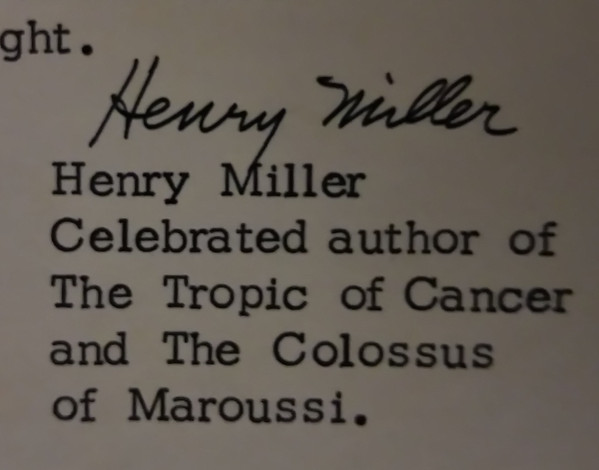 ght.
Henry Miller
Henry Miller
Celebrated author of
The Tropic of Cancer
and The Colossus
of Maroussi.